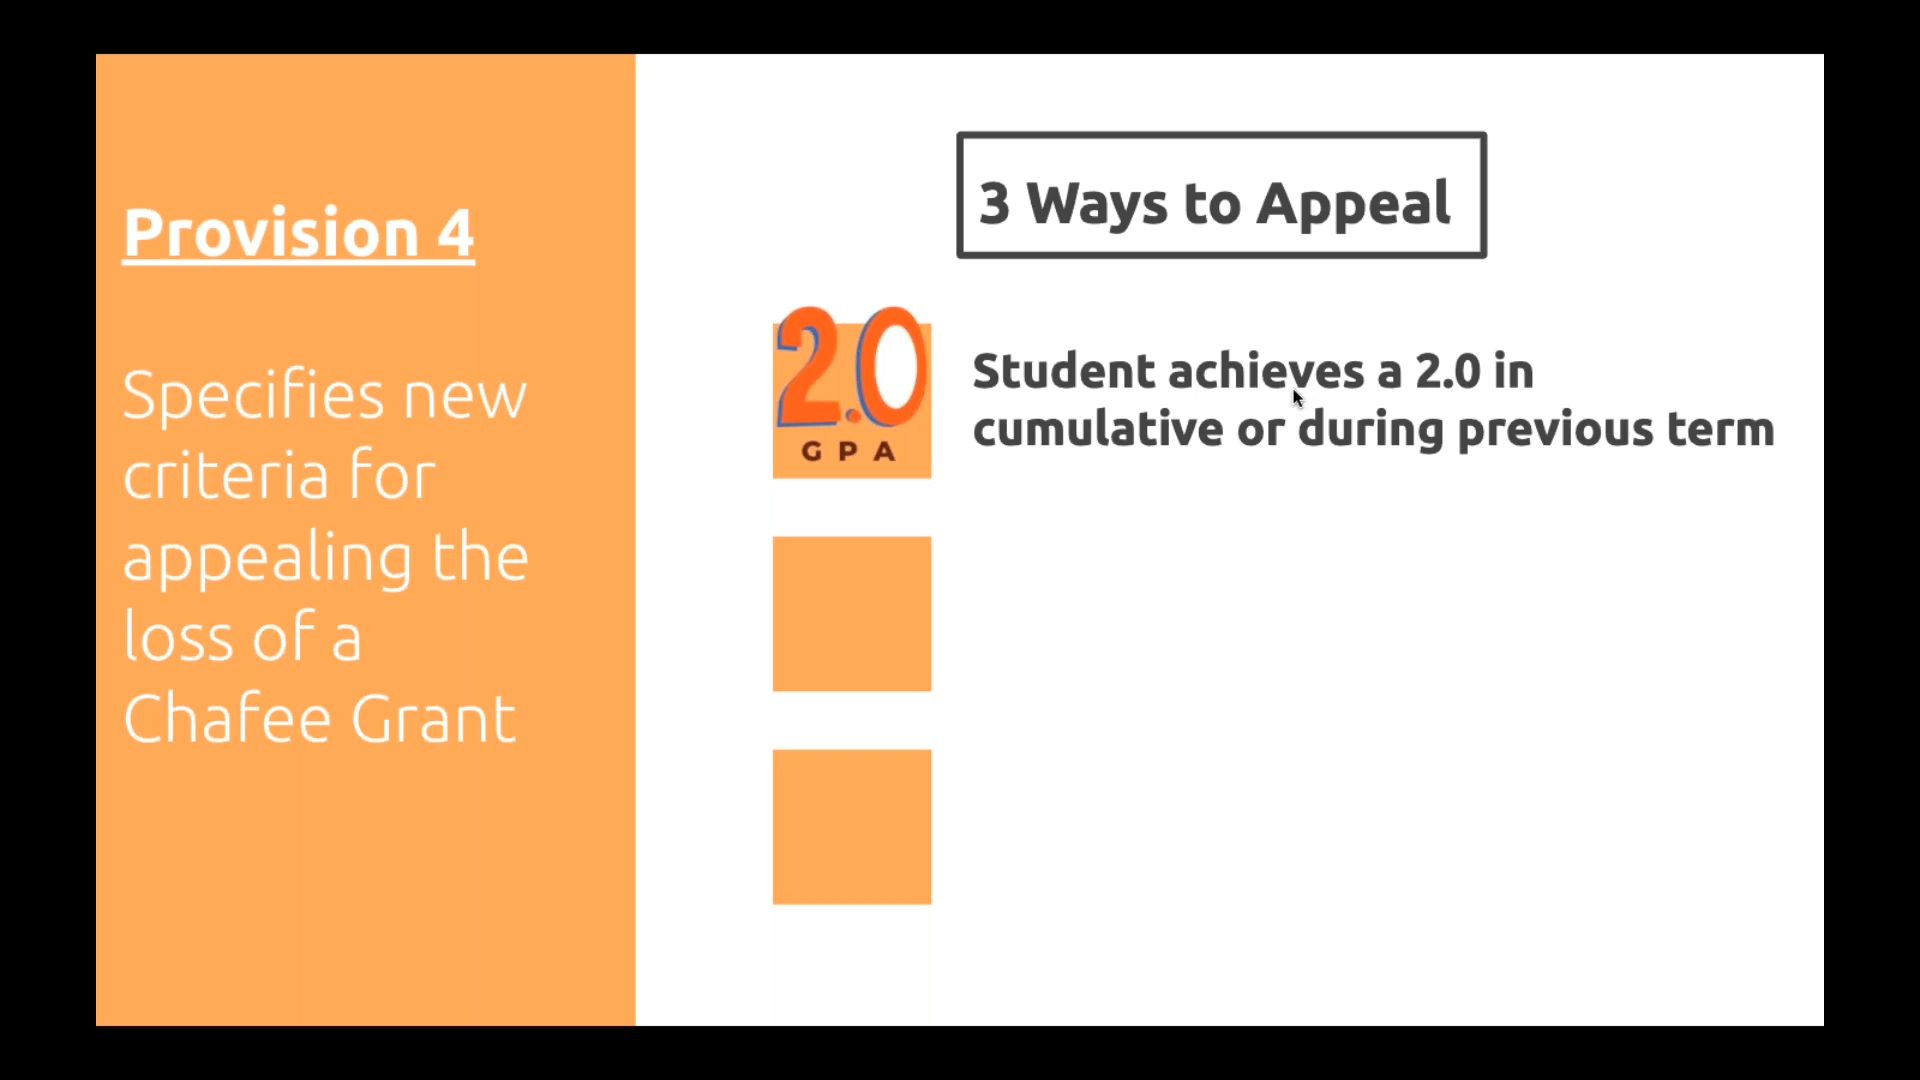 Provision 4
Specifies new
criteria for
appealing the
loss of a
Chafee Grant
3 Ways to Appeal
2.0
GPA
Student achieves a 2.0 in
cumulative or during previous term